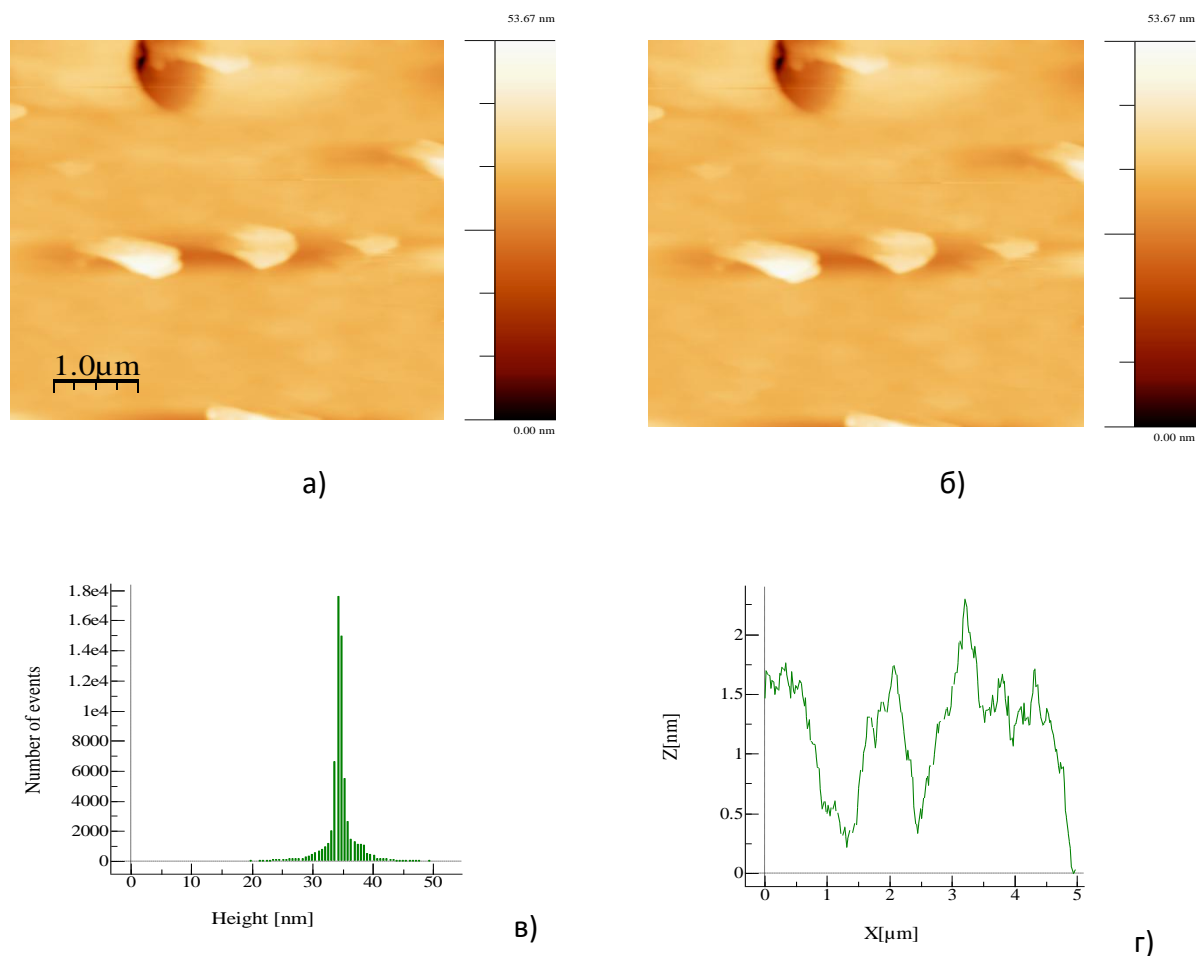 53.67 nm
53.67 nm
1.0µm
0.00 nm
0.00 nm
а)
б)
Number of events
1.8e4
1.6e4
1.4e4
1.2e4
1e4
8000
6000
4000
2000
0
0 10 20 30 40 50
Height [nm]
в)
Z[nm]
2
1.5
1
0.5
0
0 1 2 3 4 5
X[µm]
г)